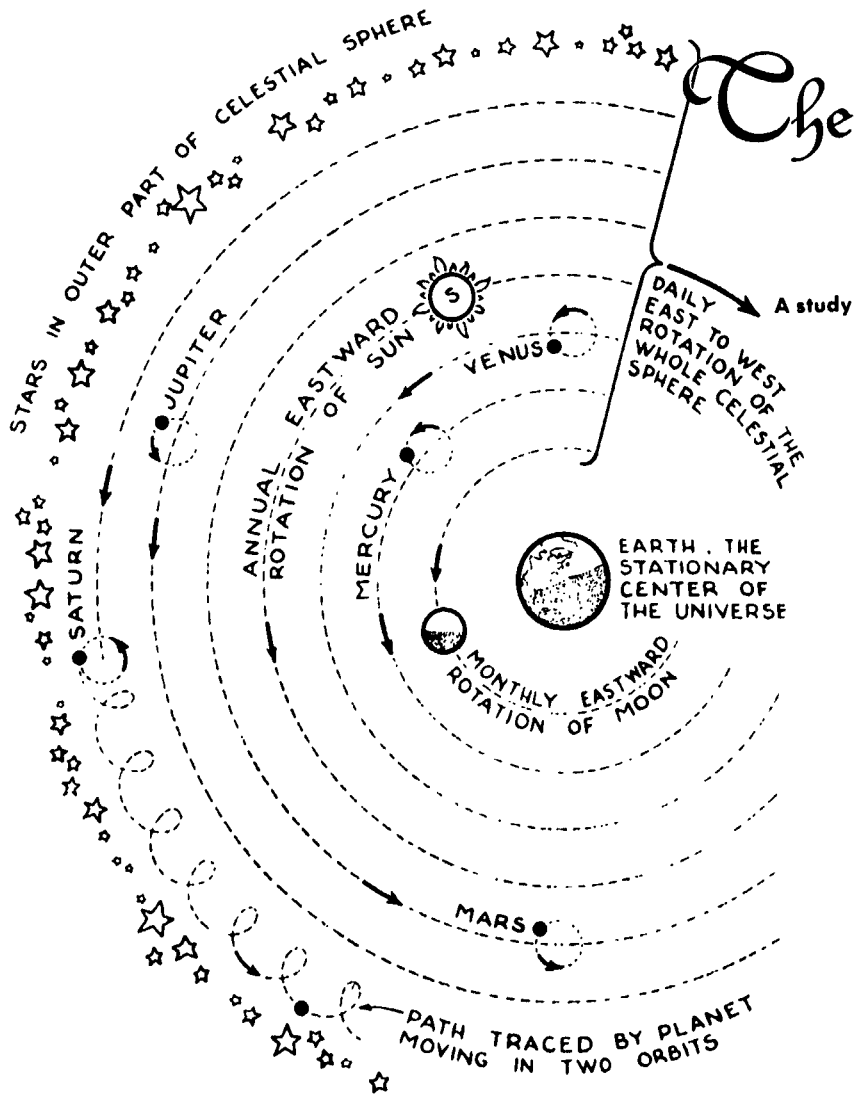 STARS IN OUTER PART OF CELESTIAL SPHERE
The
A study
DAILY
EAST TO WEST
ROTATION OF THE
WHOLE CELESTIAL
SPHERE
S
JUPITER
ANNUAL EASTWARD
ROTATION OF SUN
VENUS
MERCURY
SATURN
EARTH. THE
STATIONARY
CENTER OF
THE UNIVERSE
MONTHLY EASTWARD
ROTATION OF MOON
MARS
PATH TRACED BY PLANET
MOVING IN TWO ORBITS